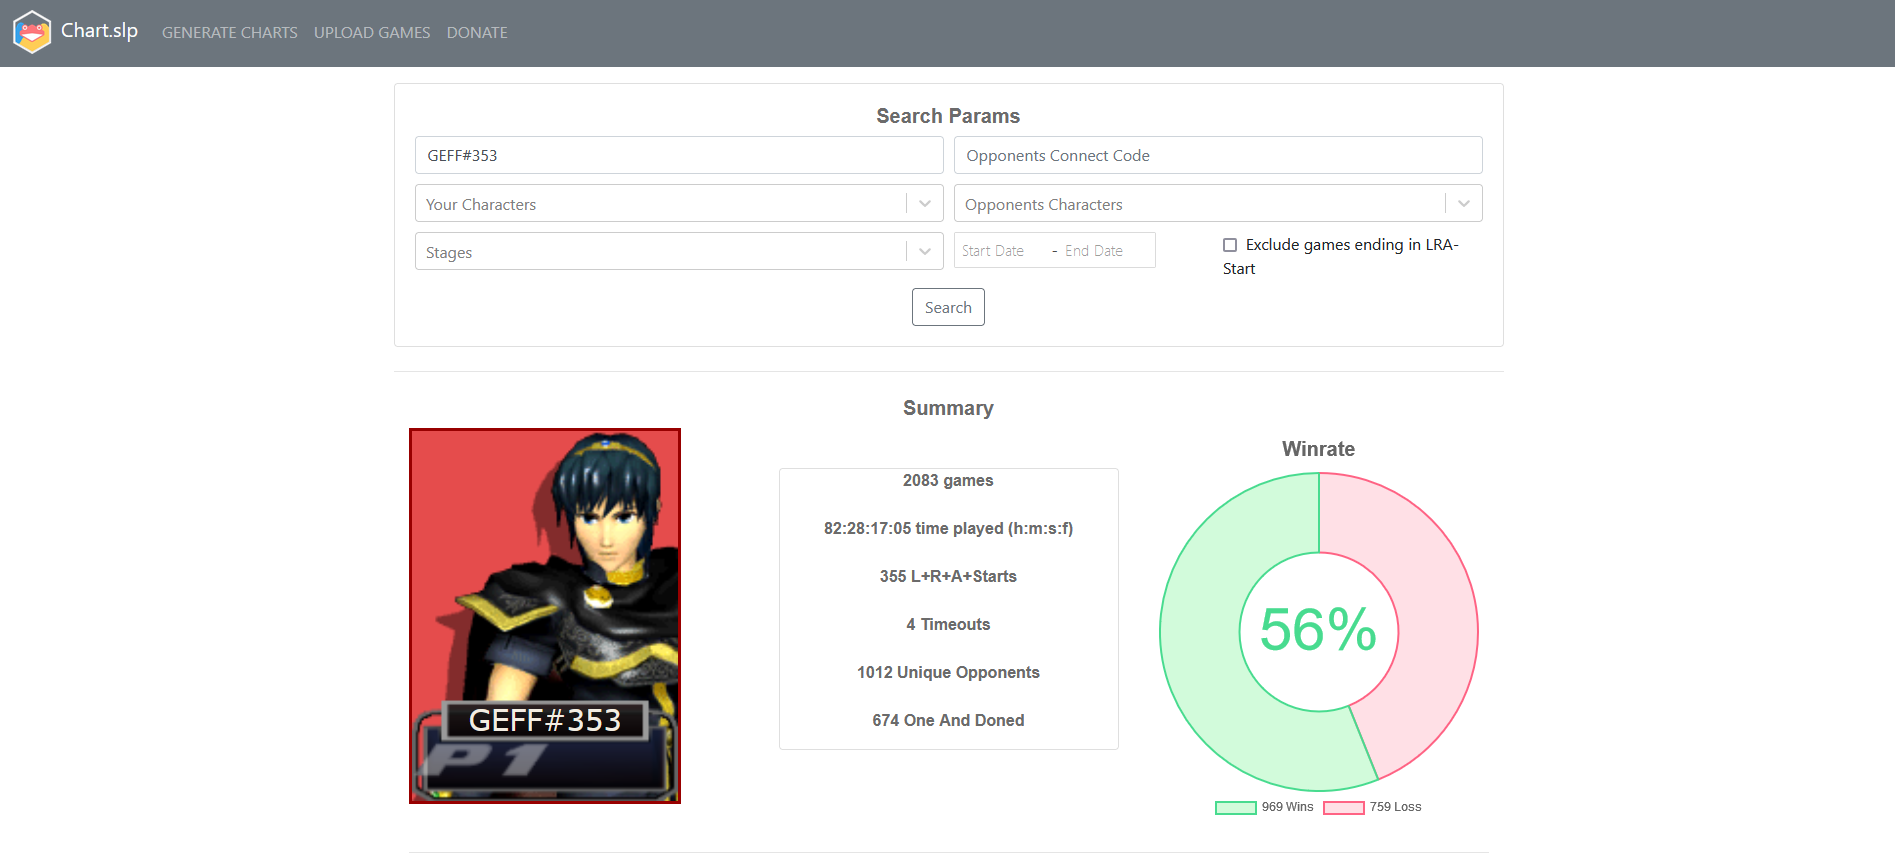 Chart.slp GENERATE CHARTS UPLOAD GAMES DONATE
Search Params
GEFF#353 Opponents Connect Code
Your Characters Opponents Characters
Stages Start Date - End Date Exclude games ending in LRA-
Start
Search
Summary
Winrate
2083 games
82:28:17:05 time played (h:m:s:f)
355 L+R+A+Starts
4 Timeouts
1012 Unique Opponents
674 One And Doned
56%
GEFF#353
P1
969 Wins 759 Loss